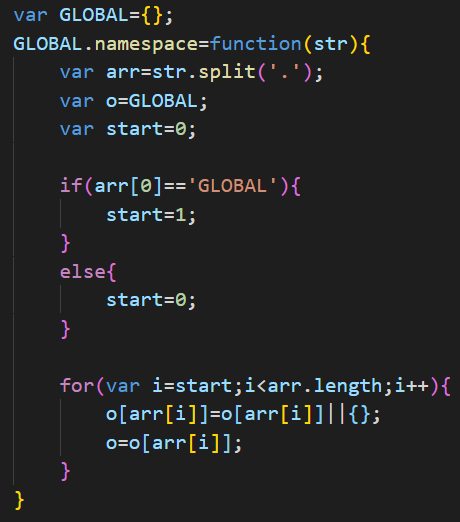 var GLOBAL={};
GLOBAL.namespace=function(str){
    var arr=str.split('.');
    var o=GLOBAL;
    var start=0;

    if(arr[0]=='GLOBAL'){
        start=1;
    }
    else{
        start=0;
    }

    for(var i=start;i<arr.length;i++){
        o[arr[i]]=o[arr[i]]||{};
        o=o[arr[i]];
    }
}